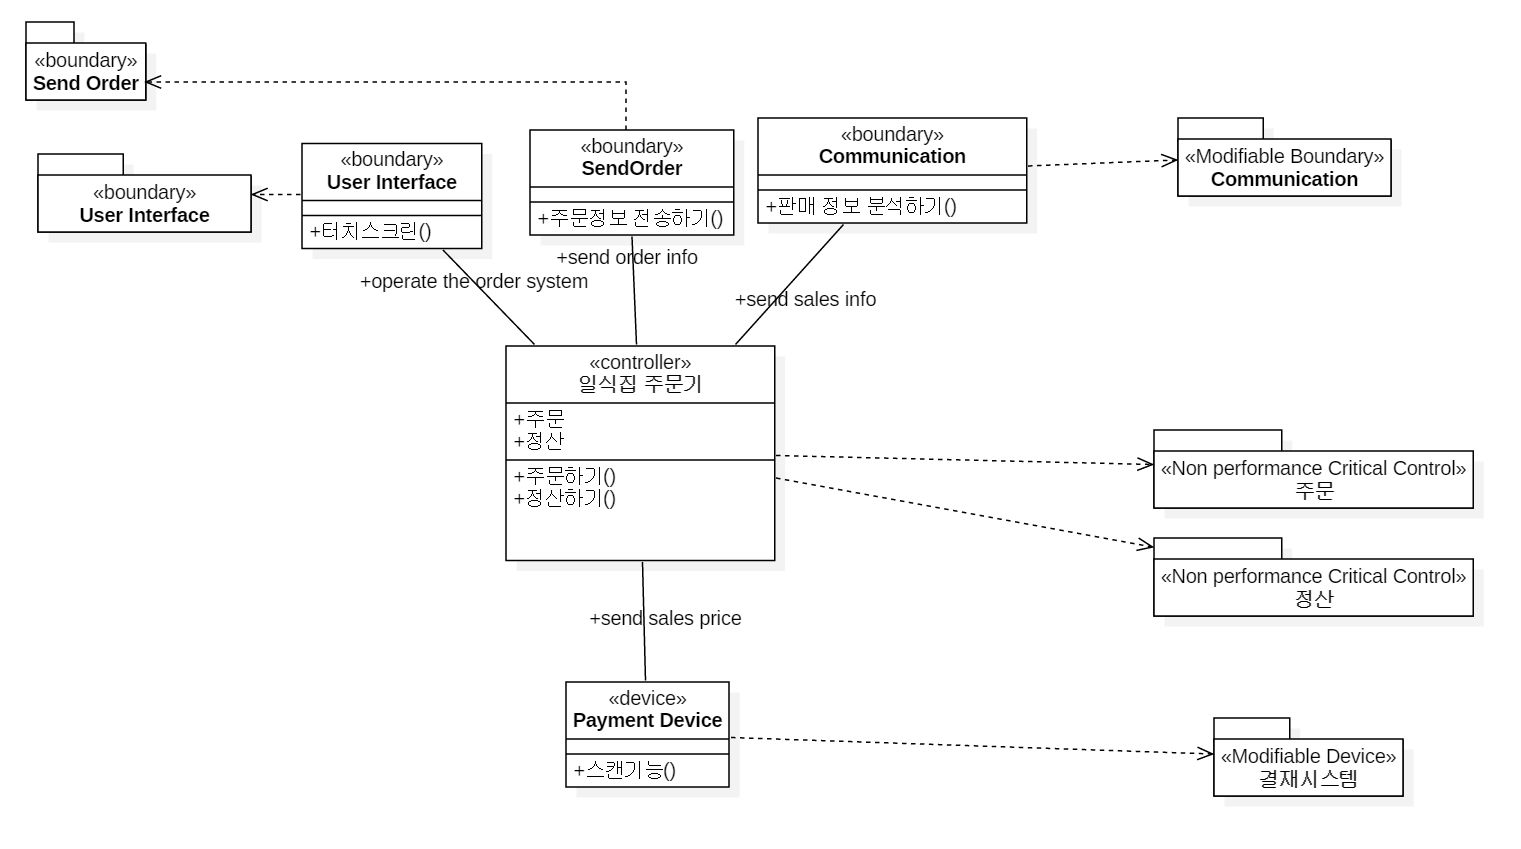 «boundary»
Send Order
«boundary»
User Interface
«boundary»
User Interface
+터치스크린()
«boundary»
SendOrder
+주문정보 전송하기()
«boundary»
Communication
+판매 정보 분석하기()
«Modifiable Boundary»
Communication
+operate the order system
+send order info
+send sales info
«controller»
일식집 주문기
+주문
+정산
+주문하기()
+정산하기()
«Non performance Critical Control»
주문
«Non performance Critical Control»
정산
+send sales price
«device»
Payment Device
+스캔기능()
«Modifiable Device»
결재시스템